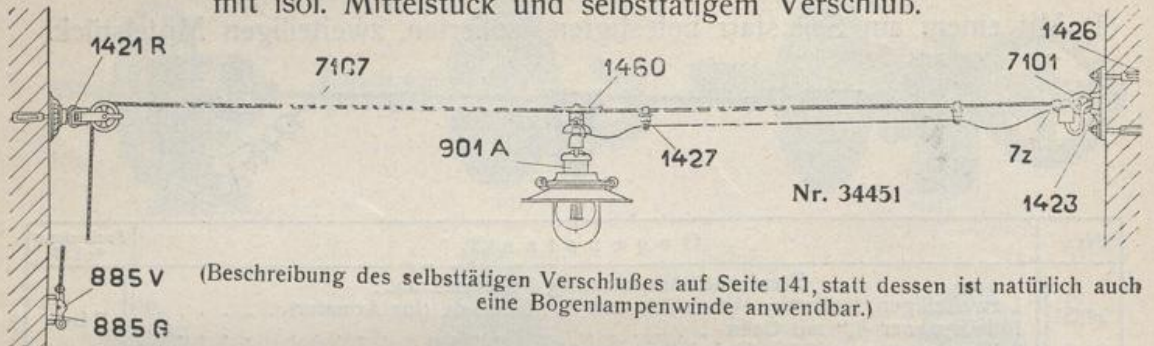 mit isol. Mittelstück und selbsttätigem Verschluß.
1421 R
7107
1460
7101
1426
901 A
1427
7z
Nr. 34451
1423
885 V
(Beschreibung des selbsttätigen Verschlußes auf Seite 141, statt dessen ist natürlich auch
eine Bogenlampenwinde anwendbar.)
885 G